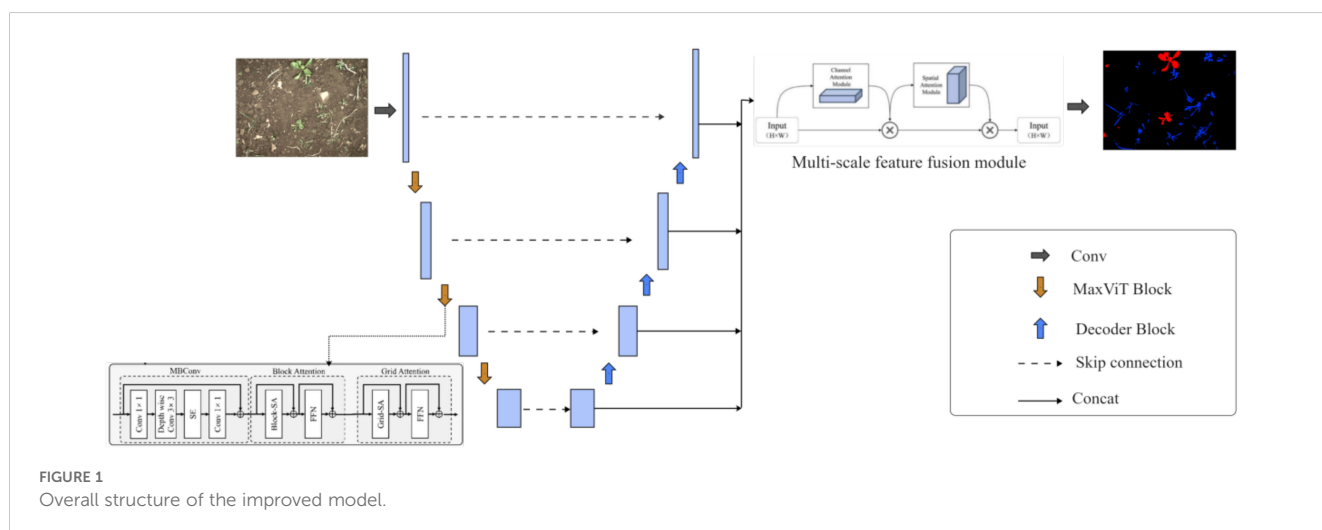 Channel
Attention
Module
Spatial
Attention
Module
Input
(H×W)
Input
(H×W)
Multi-scale feature fusion module
Conv
MaxViT Block
Decoder Block
Skip connection
Concat
MBConv
Block Attention
Grid Attention
Conv 1 × 1
Depth wise
Conv 3× 3
SE
Conv 1 × 1
Block-SA
FFN
Grid-SA
FFN
FIGURE 1
Overall structure of the improved model.